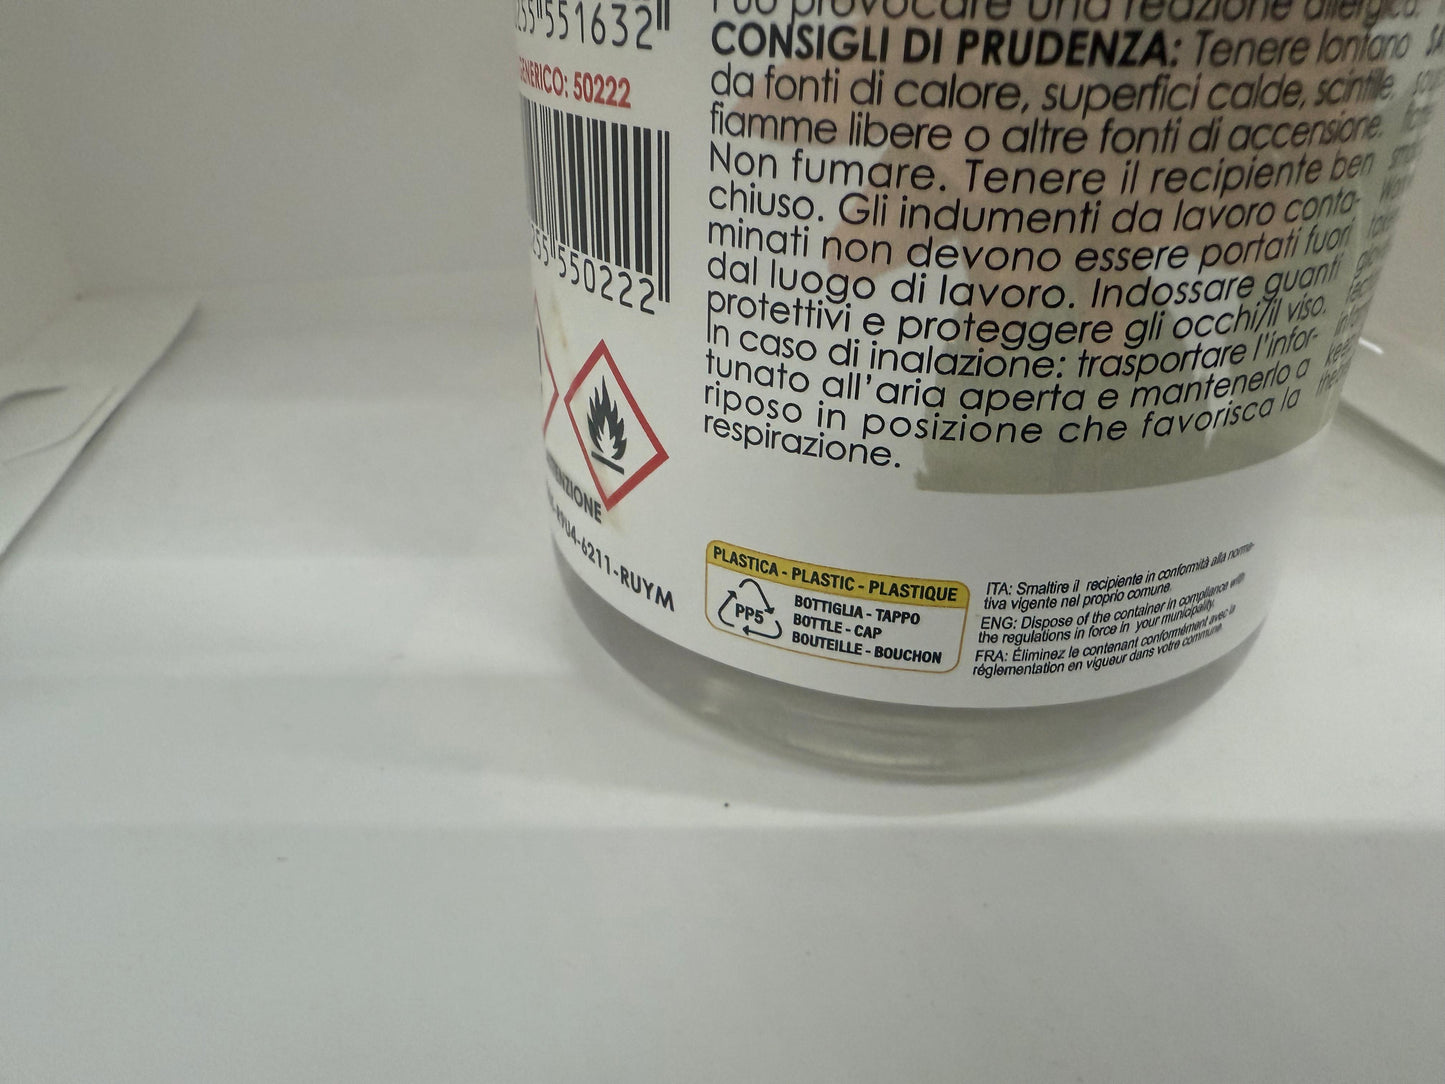 551632
GENERICO: 50222
550222
ATTENZIONE
6211-RUYM
Può provocare una reazione allergica.
CONSIGLI DI PRUDENZA: Tenere lontano
da fonti di calore, superfici calde, scintille,
fiamme libere o altre fonti di accensione.
Non fumare. Tenere il recipiente ben
chiuso. Gli indumenti da lavoro conta-
minati non devono essere portati fuori
dal luogo di lavoro. Indossare guanti
protettivi e proteggere gli occhi/il viso.
In caso di inalazione: trasportare l'infor-
tunato all'aria aperta e mantenerlo a
riposo in posizione che favorisca la
respirazione.
PLASTICA - PLASTIC - PLASTIQUE
PP5
BOTTIGLIA - TAPPO
BOTTLE - CAP
BOUTEILLE - BOUCHON
ITA: Smaltire il recipiente in conformità alla norma-
tiva vigente nel proprio comune.
ENG: Dispose of the container in compliance with
the regulations in force in your municipality.
FRA: Éliminez le contenant conformément avec la
réglementation en vigueur dans votre commune.